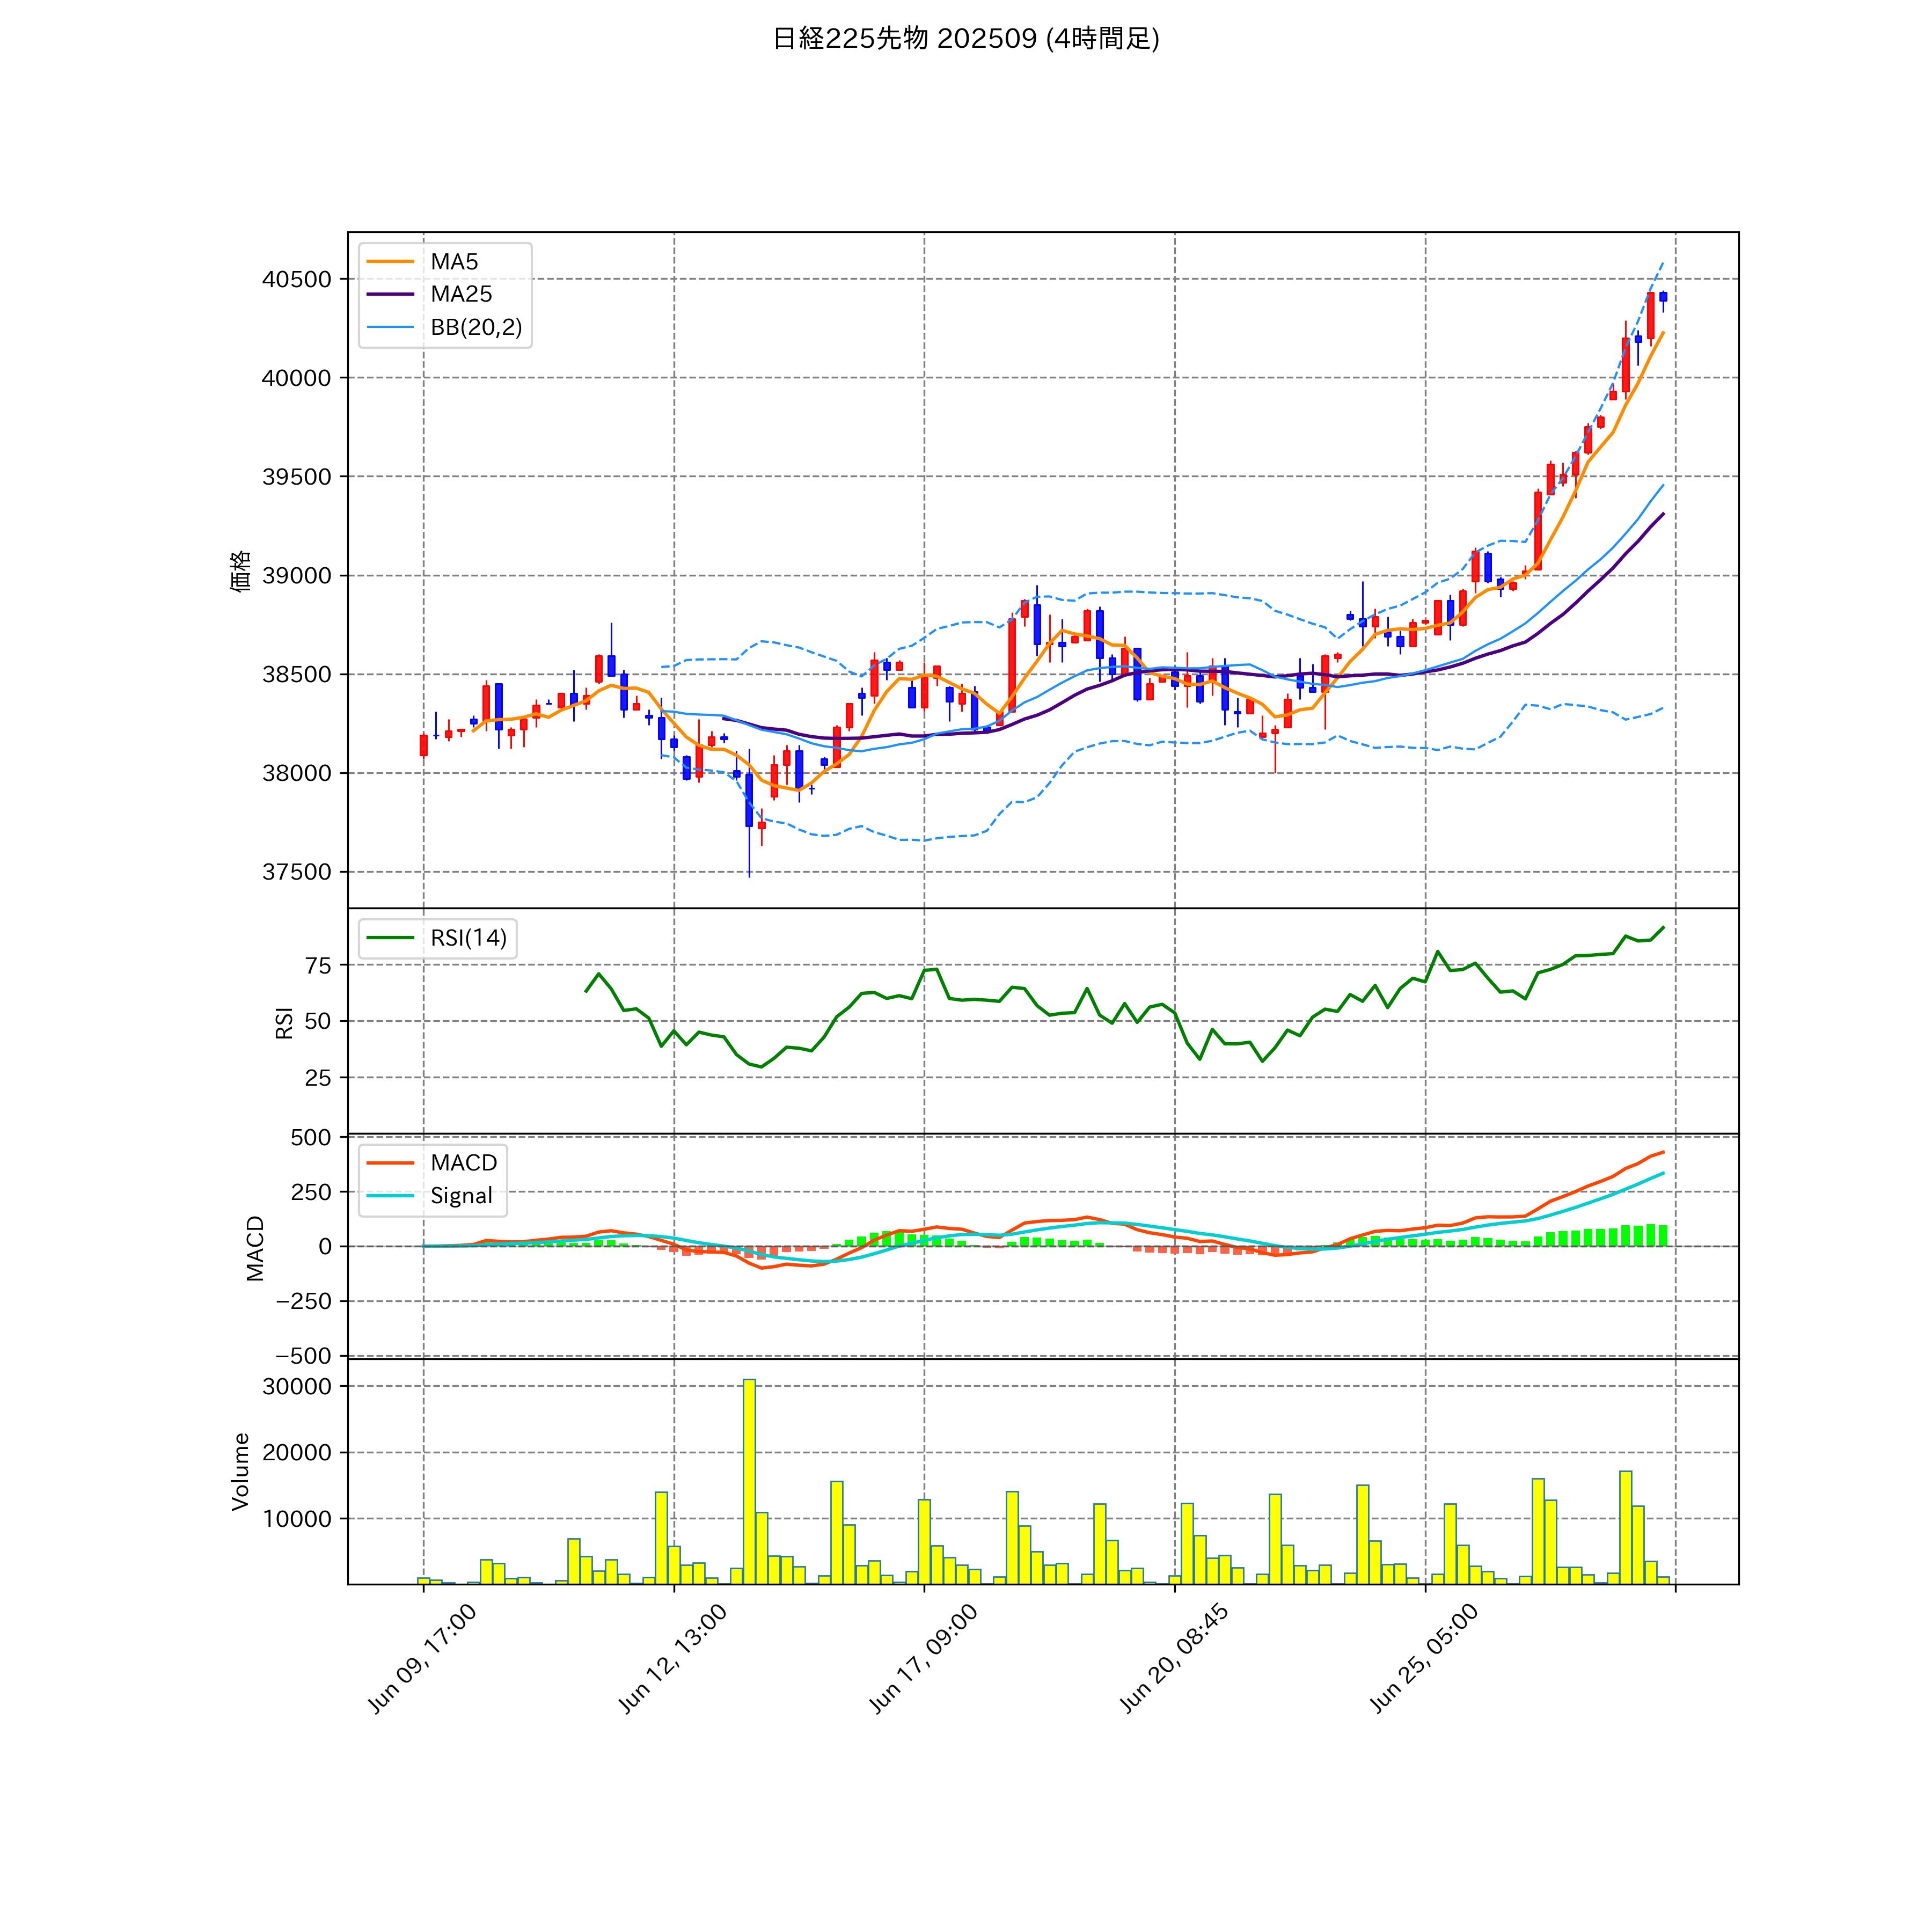 日経225先物 202509 (4時間足)
MA5
MA25
BB(20,2)
価格
40500
40000
39500
39000
38500
38000
37500
RSI(14)
RSI
75
50
25
MACD
Signal
MACD
500
250
0
−250
−500
Volume
30000
20000
10000
Jun 09, 17:00
Jun 12, 13:00
Jun 17, 09:00
Jun 20, 08:45
Jun 25, 05:00